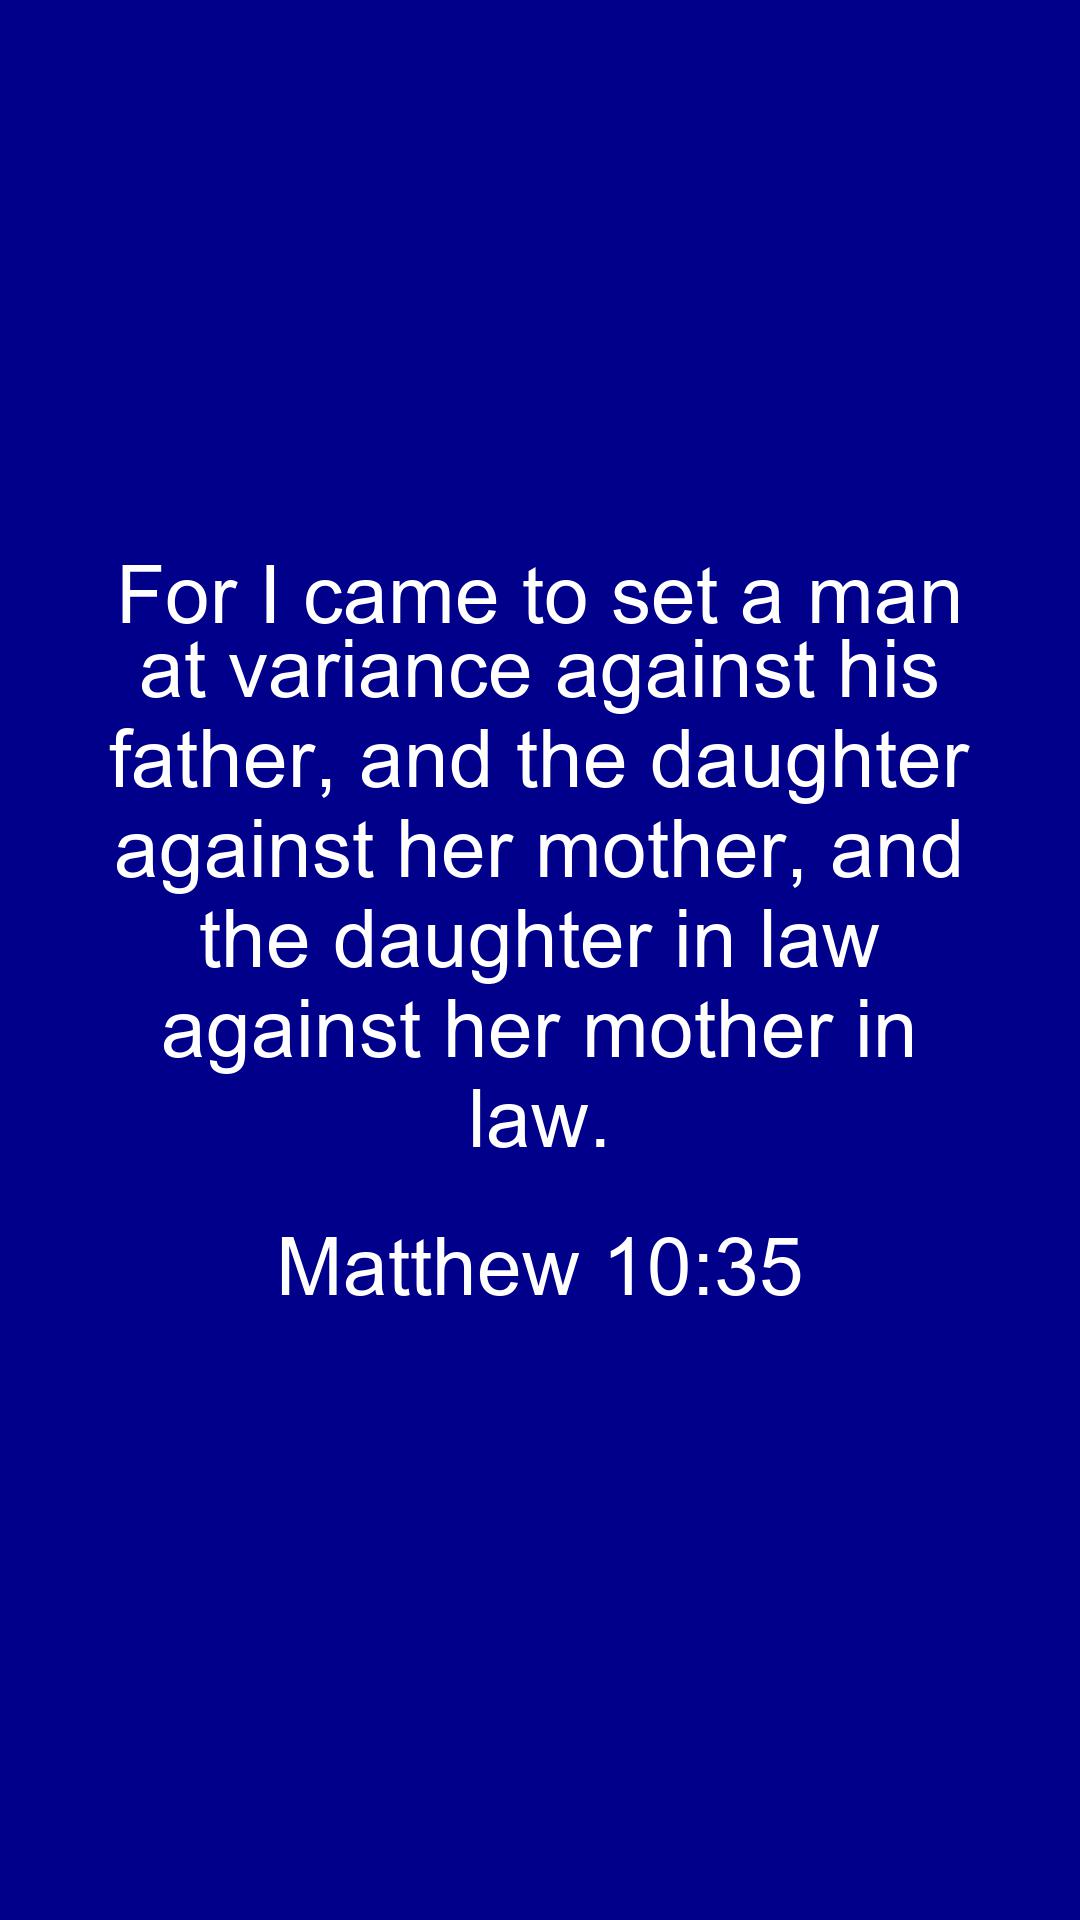 For I came to set a man
at variance against his
father, and the daughter
against her mother, and
the daughter in law
against her mother in
law.
Matthew 10:35